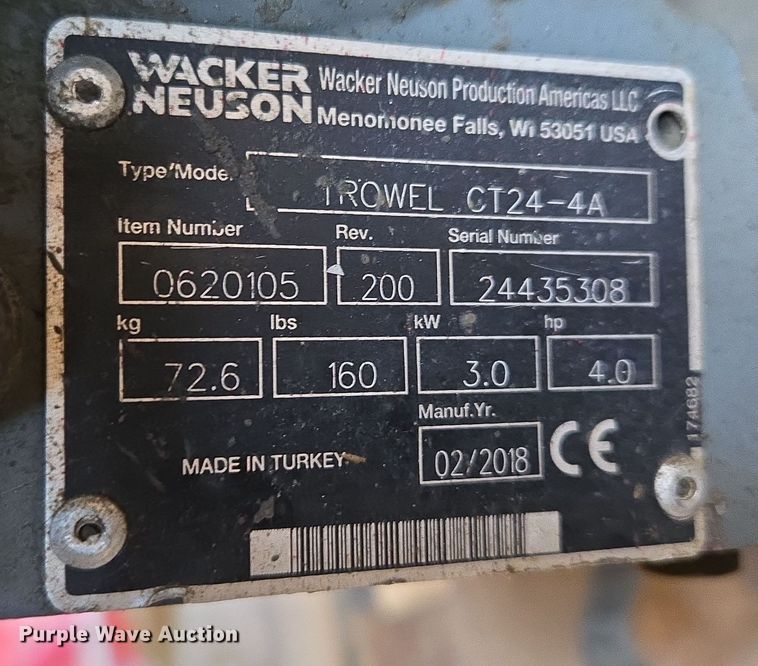 WACKER NEUSON
Wacker Neuson Production Americas LLC
Menomonee Falls, Wi 53051 USA
Type/Model TROWEL CT24-4A
Item Number Rev. Serial Number
0620105 200 24435308
kg lbs kW hp
72.6 160 3.0 4.0
Manuf.Yr.
MADE IN TURKEY 02/2018 CE
174682
Purple Wave Auction